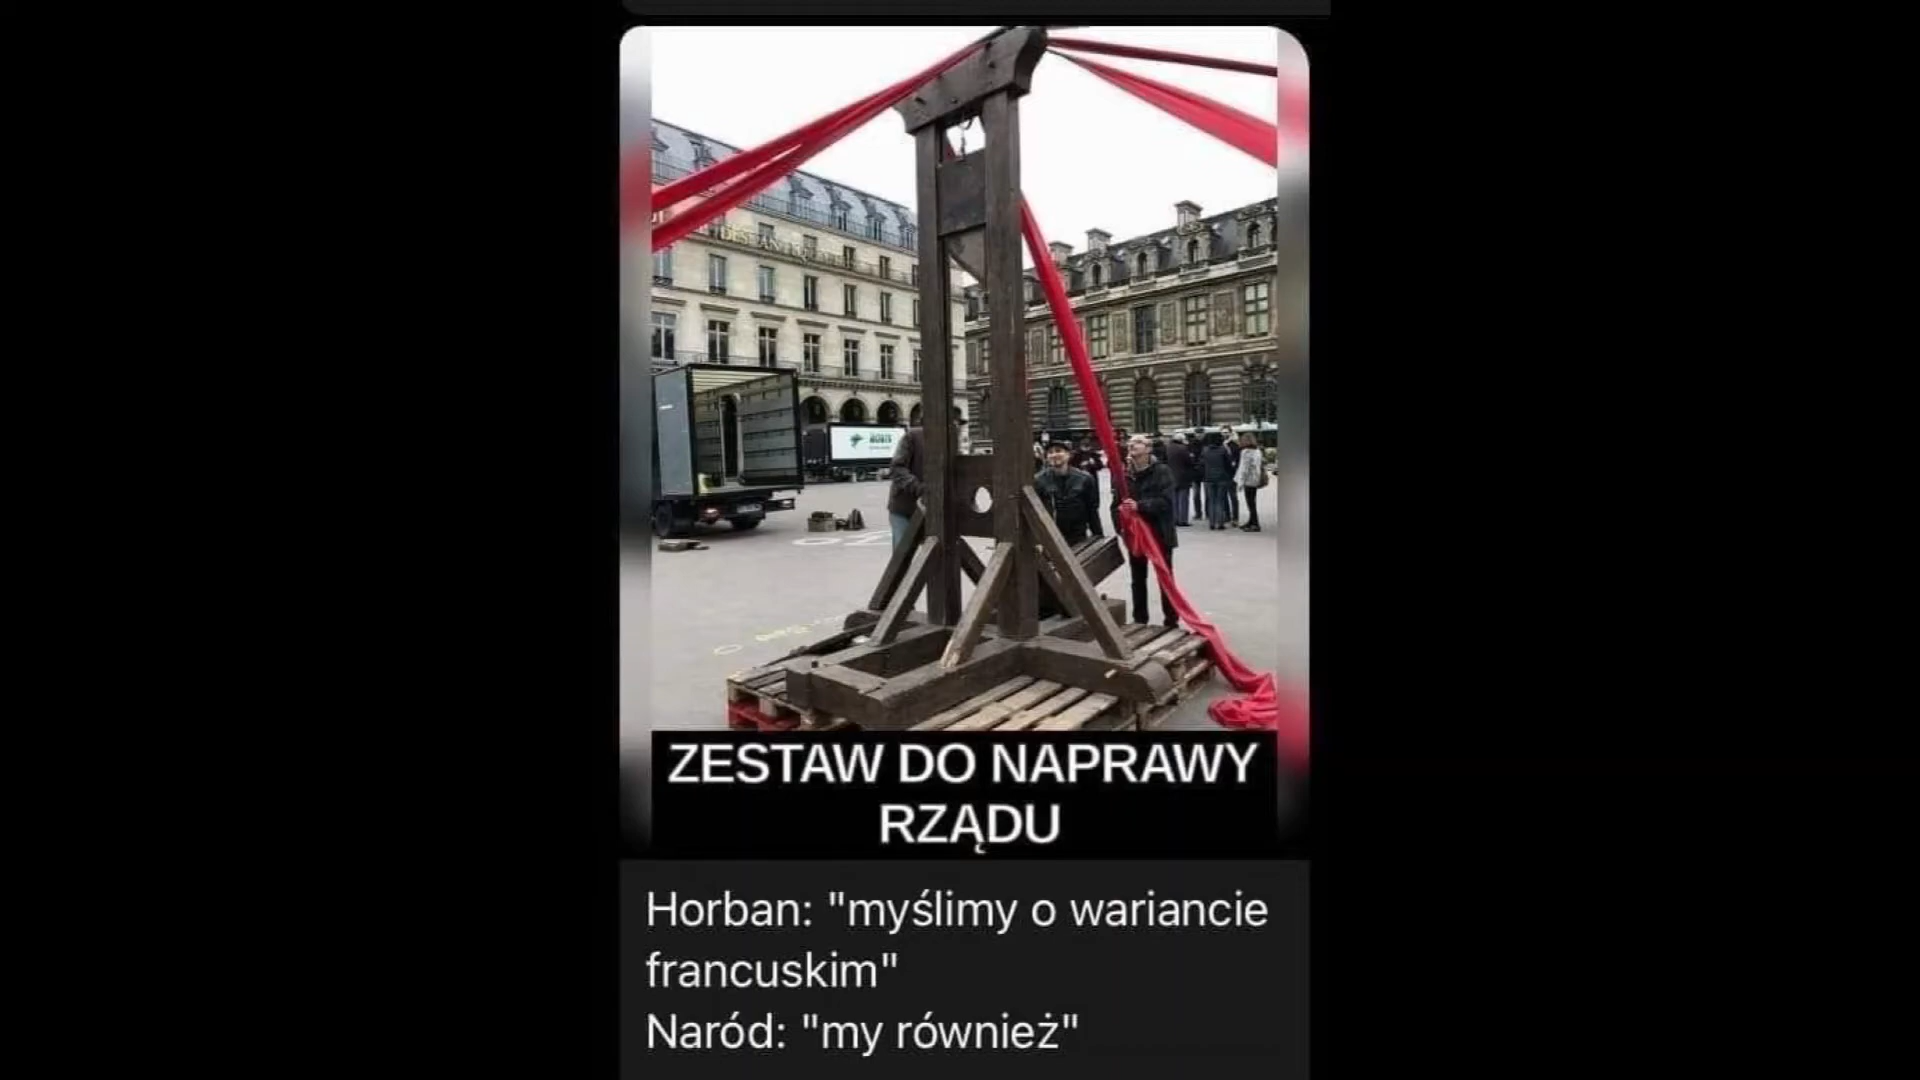 ZESTAW DO NAPRAWY
RZĄDU
Horban: "myślimy o wariancie
francuskim"
Naród: "my również"